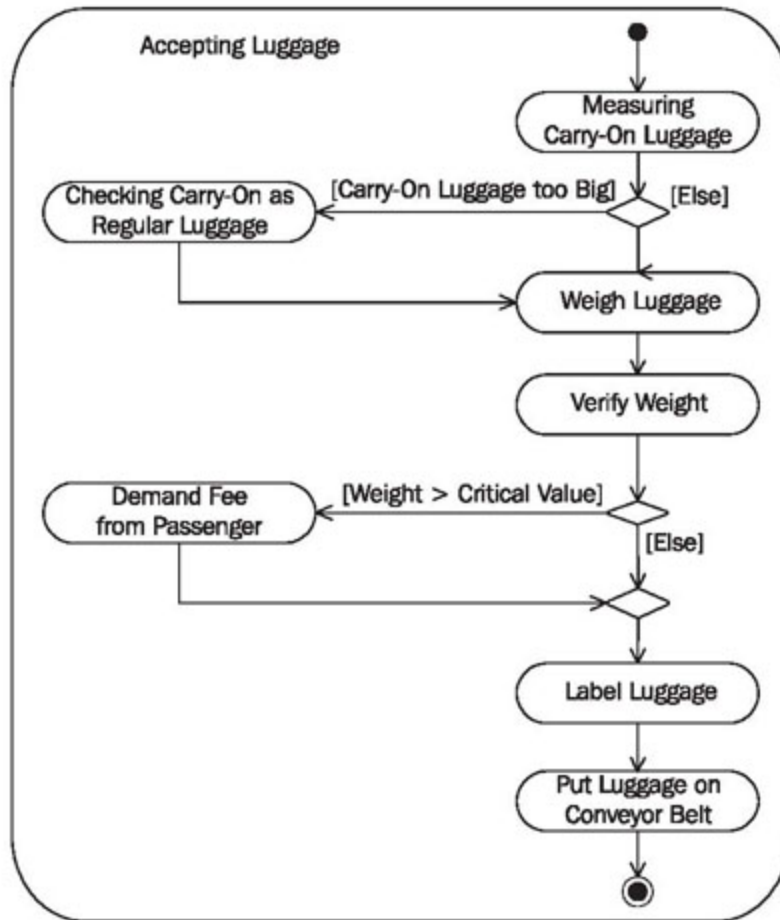 Accepting Luggage
Measuring
Carry-On Luggage
[Carry-On Luggage too Big]
[Else]
Checking Carry-On as
Regular Luggage
Weigh Luggage
Verify Weight
[Weight > Critical Value]
Demand Fee
from Passenger
[Else]
Label Luggage
Put Luggage on
Conveyor Belt